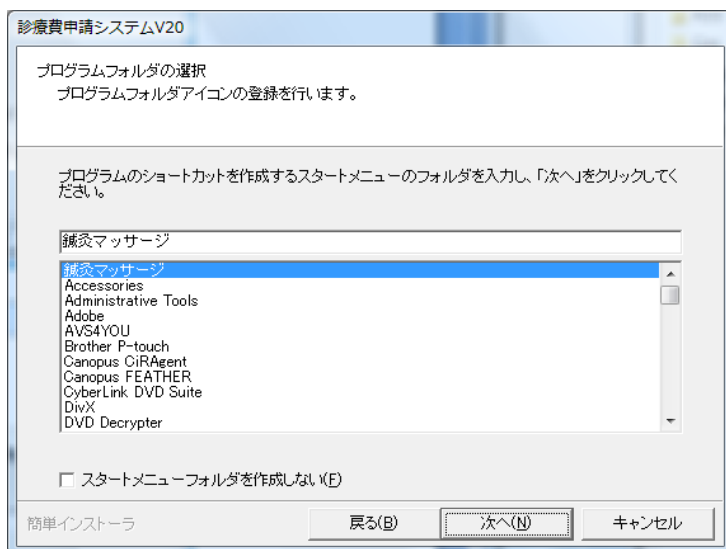 診療費申請システムV20
プログラムフォルダの選択
プログラムフォルダアイコンの登録を行います。
プログラムのショートカットを作成するスタートメニューのフォルダを入力し、「次へ」をクリックしてく
ださい。
鍼灸マッサージ
鍼灸マッサージ
Accessories
Administrative Tools
Adobe
AVS4YOU
Brother P-touch
Canopus CiRAgent
Canopus FEATHER
CyberLink DVD Suite
DivX
DVD Decrypter
スタートメニューフォルダを作成しない(F)
簡単インストーラ
戻る(B)
次へ(N)
キャンセル